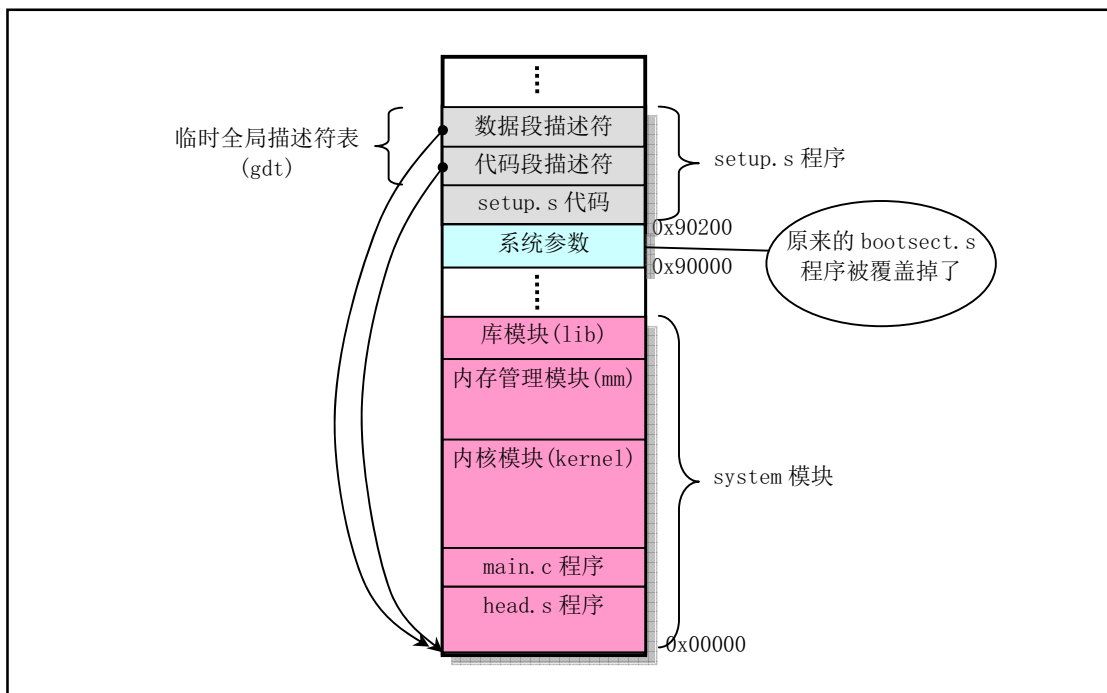 数据段描述符
临时全局描述符表
(gdt)
代码段描述符
setup.s 程序
setup.s 代码
0x90200
系统参数
原来的 bootsect.s
程序被覆盖掉了
0x90000
库模块(lib)
内存管理模块(mm)
内核模块(kernel)
system 模块
main.c 程序
head.s 程序
0x00000